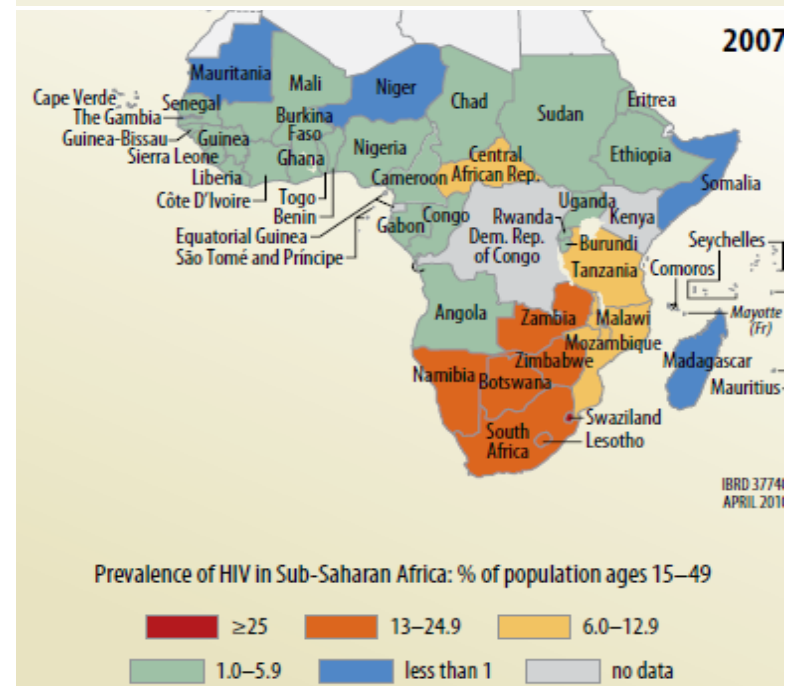 2007
Mauritania
Mali
Niger
Chad
Sudan
Eritrea
Cape Verde
Senegal
The Gambia
Guinea-Bissau
Guinea
Sierra Leone
Liberia
Côte D'Ivoire
Burkina
Faso
Ghana
Togo
Benin
Nigeria
Cameroon
Central
African Rep.
Ethiopia
Somalia
Equatorial Guinea
São Tomé and Príncipe
Gabon
Congo
Dem. Rep.
of Congo
Uganda
Rwanda
Kenya
Burundi
Tanzania
Seychelles
Comoros
Mayotte
(Fr)
Angola
Zambia
Malawi
Mozambique
Zimbabwe
Madagascar
Mauritius
Namibia
Botswana
Swaziland
Lesotho
South
Africa
IBRD 3774
APRIL 201
Prevalence of HIV in Sub-Saharan Africa: % of population ages 15–49
≥25
13–24.9
6.0–12.9
1.0–5.9
less than 1
no data